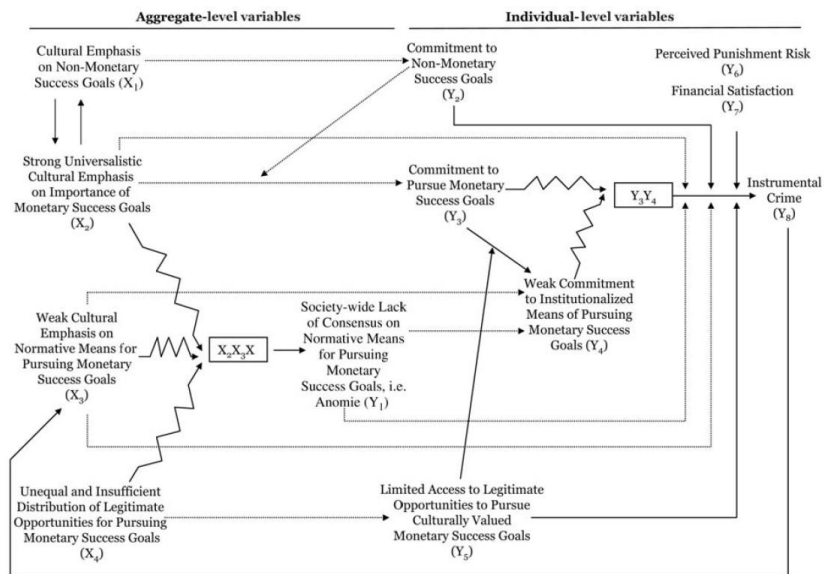 Aggregate-level variables
Individual-level variables
Cultural Emphasis
on Non-Monetary
Success Goals (X1)
Commitment to
Non-Monetary
Success Goals
(Y2)
Perceived Punishment Risk
(Y6)
Financial Satisfaction
(Y7)
Strong Universalistic
Cultural Emphasis
on Importance of
Monetary Success Goals
(X2)
Commitment to
Pursue Monetary
Success Goals
(Y3)
Y3Y4
Instrumental
Crime
(Y8)
Weak Cultural
Emphasis on
Normative Means for
Pursuing Monetary
Success Goals
(X3)
X2X3X
Society-wide Lack
of Consensus on
Normative Means
for Pursuing
Monetary
Success Goals, i.e.
Anomie (Y1)
Weak Commitment
to Institutionalized
Means of Pursuing
Monetary Success
Goals (Y4)
Unequal and Insufficient
Distribution of Legitimate
Opportunities for Pursuing
Monetary Success Goals
(X4)
Limited Access to Legitimate
Opportunities to Pursue
Culturally Valued
Monetary Success Goals
(Y5)